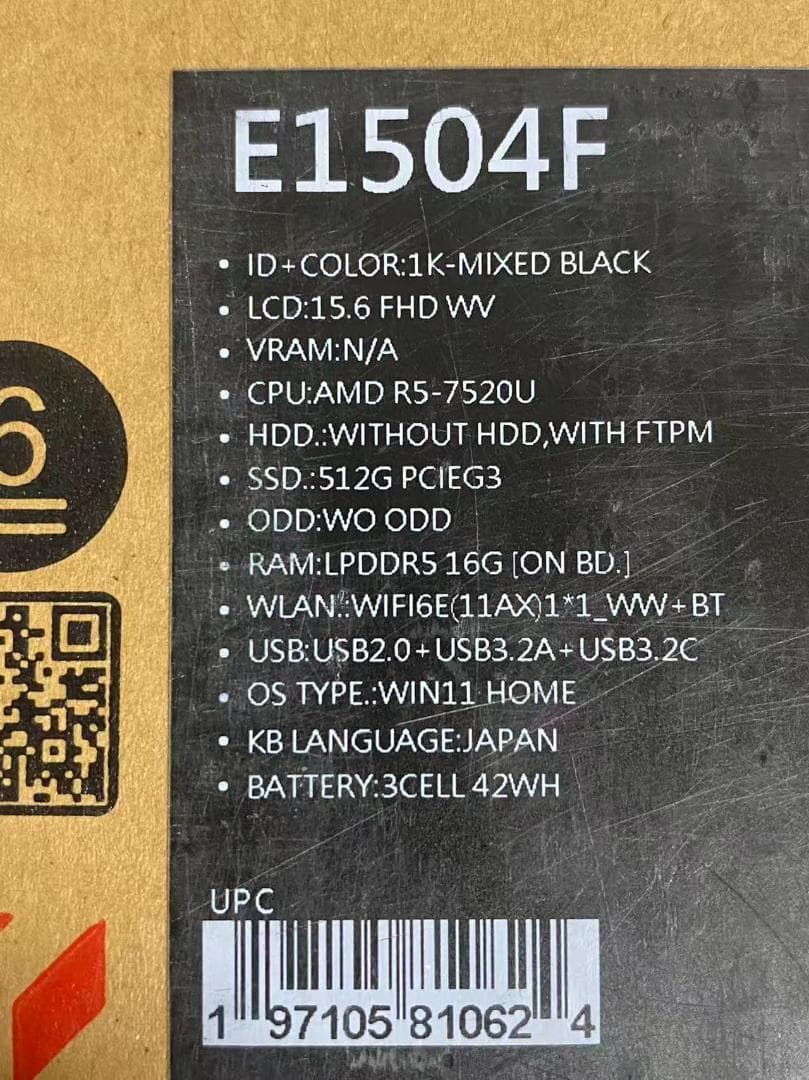 E1504F
• ID+COLOR:1K-MIXED BLACK
• LCD:15.6 FHD WV
• VRAM:N/A
• CPU:AMD R5-7520U
• HDD.:WITHOUT HDD,WITH FTPM
• SSD.:512G PCIEG3
• ODD:WO ODD
• RAM:LPDDR5 16G [ON BD.]
• WLAN.:WIFI6E(11AX)1*1_WW+BT
• USB:USB2.0+USB3.2A+USB3.2C
• OS TYPE.:WIN11 HOME
• KB LANGUAGE:JAPAN
• BATTERY:3CELL 42WH
6
UPC
1 97105 81062 4